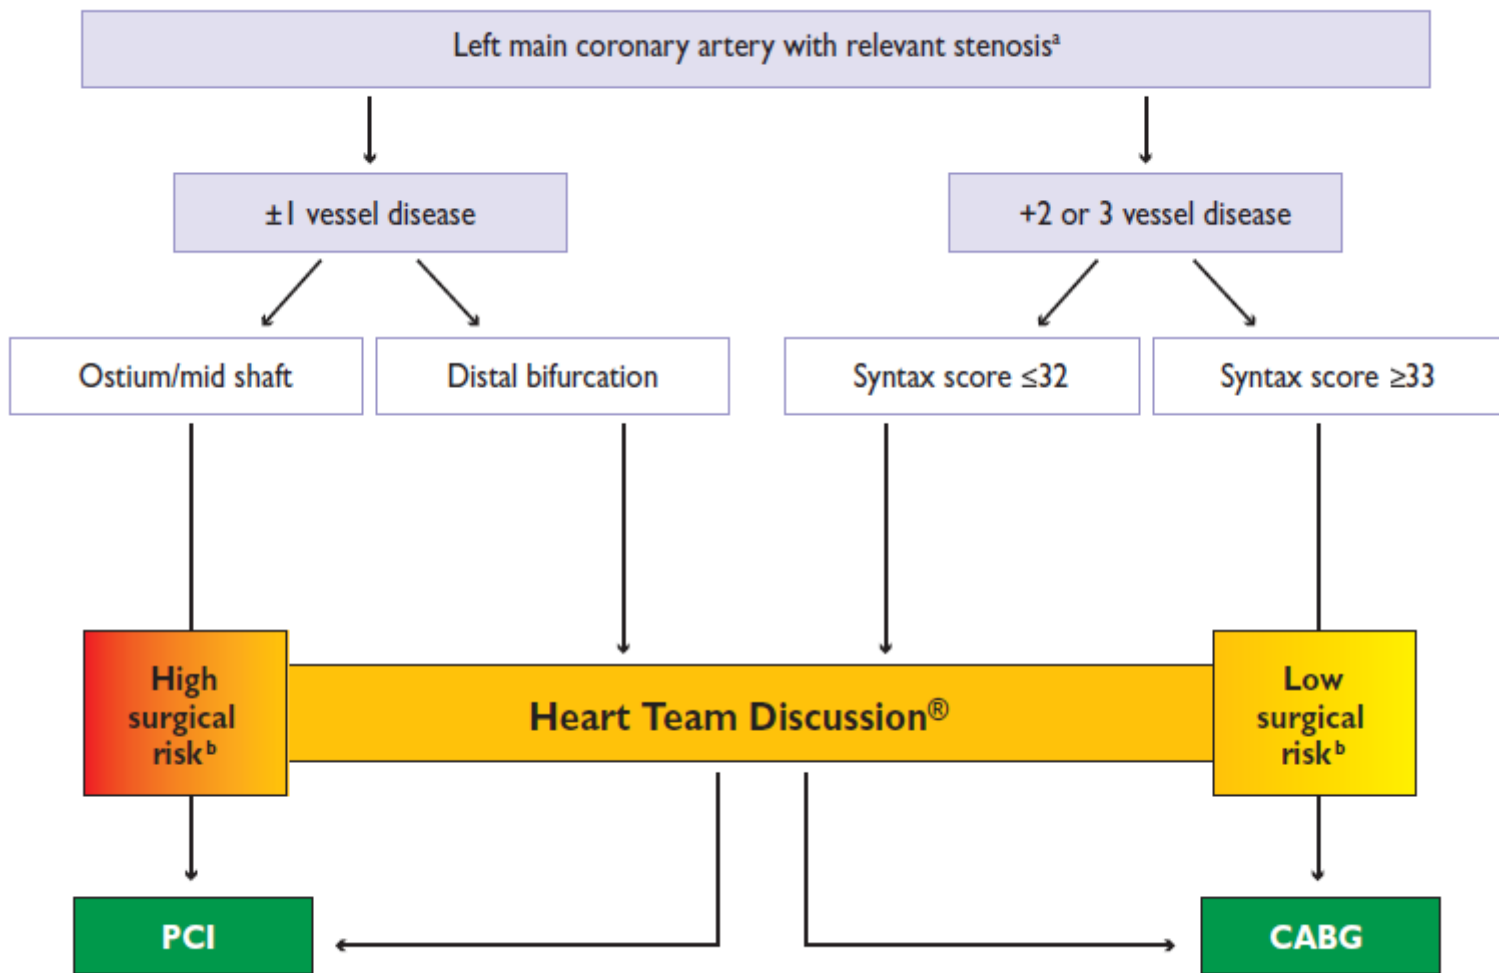 Left main coronary artery with relevant stenosisᵃ
±1 vessel disease
+2 or 3 vessel disease
Ostium/mid shaft
Distal bifurcation
Syntax score ≤32
Syntax score ≥33
High
surgical
riskᵇ
Heart Team Discussion®
Low
surgical
riskᵇ
PCI
CABG